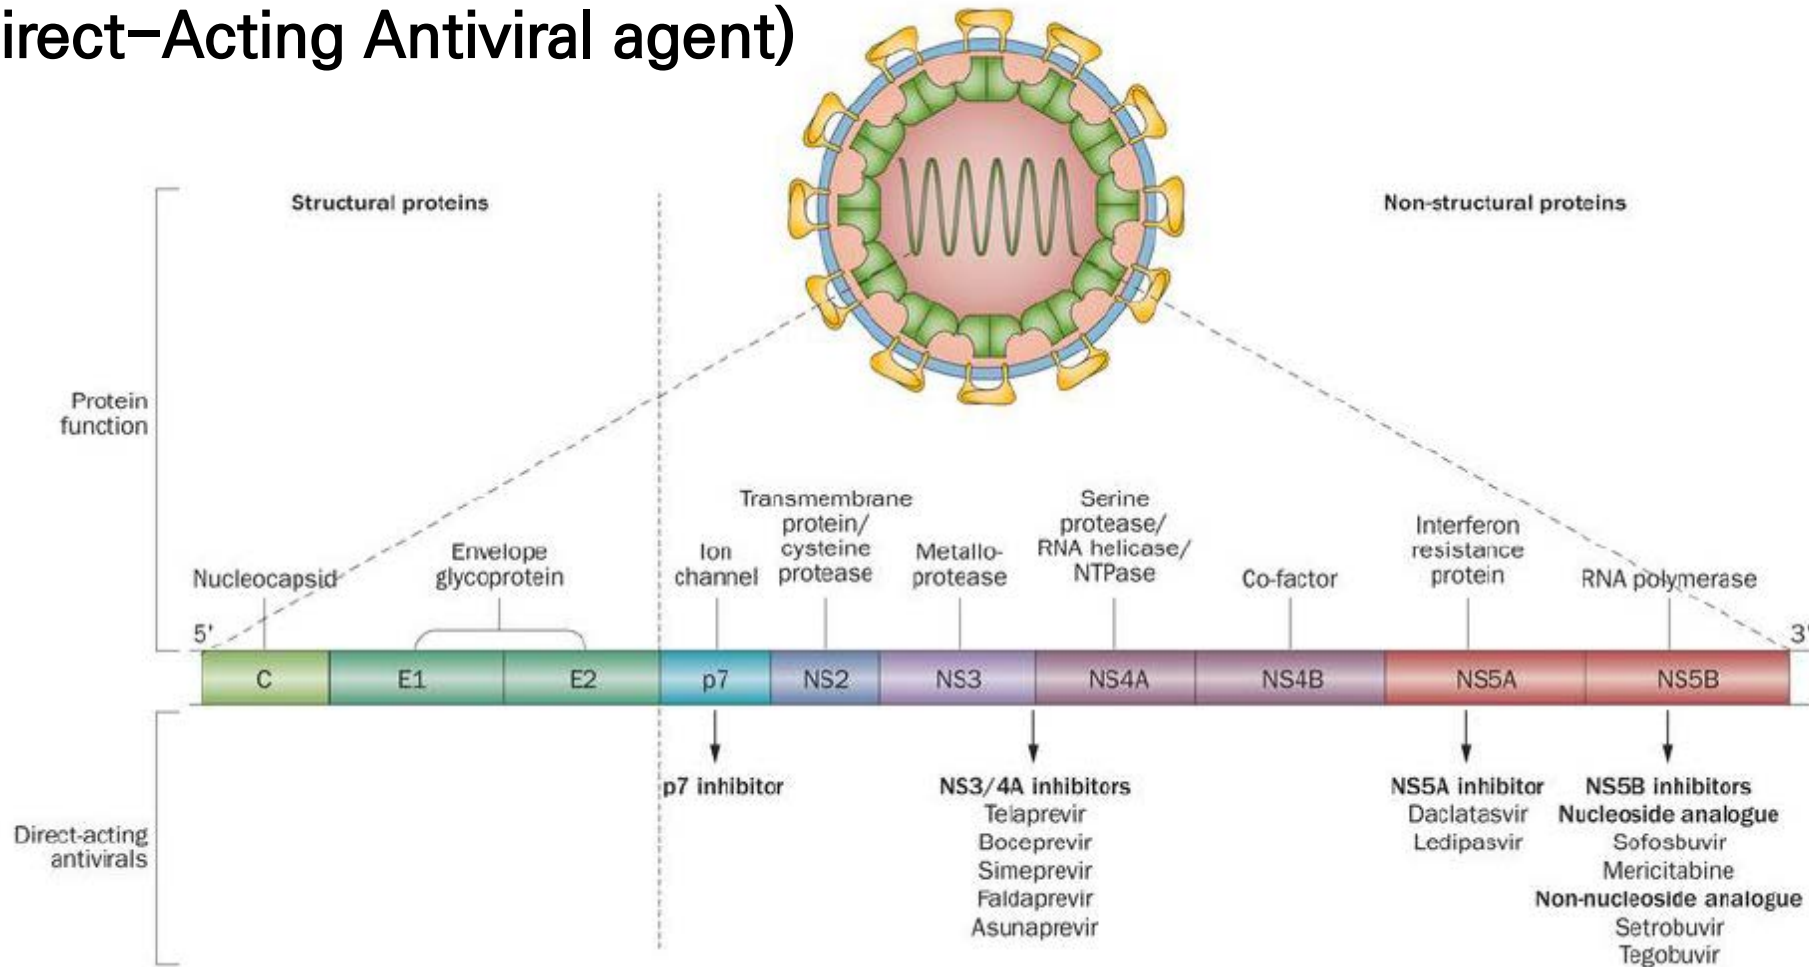 irect-Acting Antiviral agent)
Structural proteins
Non-structural proteins
Protein
function
Nucleocapsid
Envelope
glycoprotein
Ion
channel
Transmembrane
protein/
cysteine
protease
Metallo-
protease
Serine
protease/
RNA helicase/
NTPase
Co-factor
Interferon
resistance
protein
RNA polymerase
5'
3'
C
E1
E2
p7
NS2
NS3
NS4A
NS4B
NS5A
NS5B
Direct-acting
antivirals
p7 inhibitor
NS3/4A inhibitors
Telaprevir
Boceprevir
Simeprevir
Faldaprevir
Asunaprevir
NS5A inhibitor
Daclatasvir
Ledipasvir
NS5B inhibitors
Nucleoside analogue
Sofosbuvir
Mericitabine
Non-nucleoside analogue
Setrobuvir
Tegobuvir